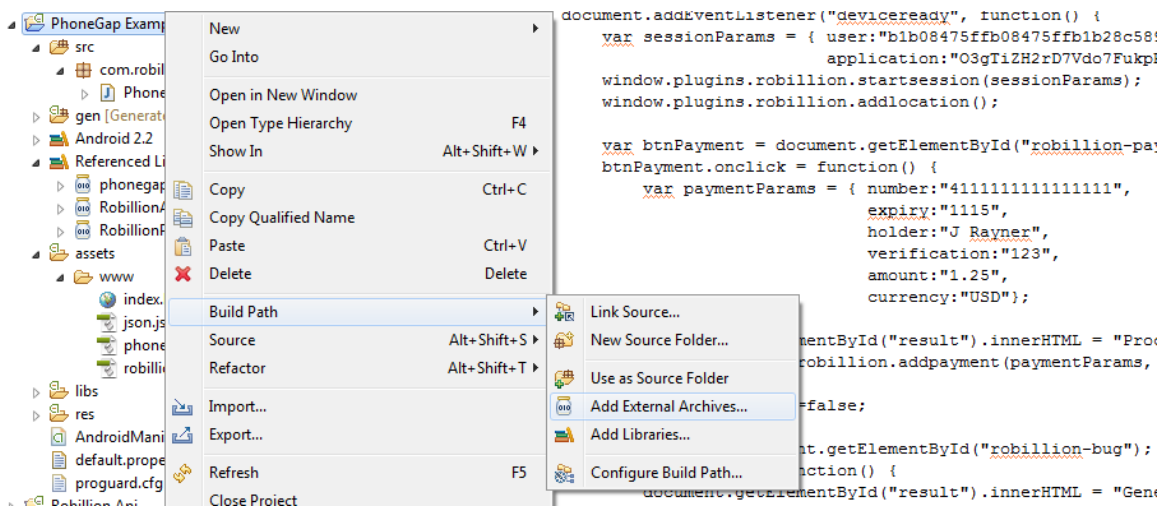 PhoneGap Examp
src
com.robil
Phone
gen [Generate
Android 2.2
Referenced Li
phonegap
RobillionA
RobillionP
assets
www
index.
json.js
phone
robilli
libs
res
AndroidMani
default.prope
proguard.cfg
Robillion Api
New
Go Into
Open in New Window
Open Type Hierarchy F4
Show In Alt+Shift+W
Copy Ctrl+C
Copy Qualified Name
Paste Ctrl+V
Delete Delete
Build Path
Source Alt+Shift+S
Refactor Alt+Shift+T
Import...
Export...
Refresh F5
Close Project
Link Source...
New Source Folder...
Use as Source Folder
Add External Archives...
Add Libraries...
Configure Build Path...
document.addEventListener("deviceready", function() {
var sessionParams = { user:"b1b08475ffb08475ffb1b28c589
application:"O3gTiZH2rD7Vdo7Fukp
window.plugins.robillion.startsession(sessionParams);
window.plugins.robillion.addlocation();
var btnPayment = document.getElementById("robillion-pay
btnPayment.onclick = function() {
var paymentParams = { number:"4111111111111111",
expiry:"1115",
holder:"J Rayner",
verification:"123",
amount:"1.25",
currency:"USD"};
mentById("result").innerHTML = "Proc
robillion.addpayment(paymentParams,
=false;
nt.getElementById("robillion-bug");
nction() {
document.getElementById("result").innerHTML = "Gene